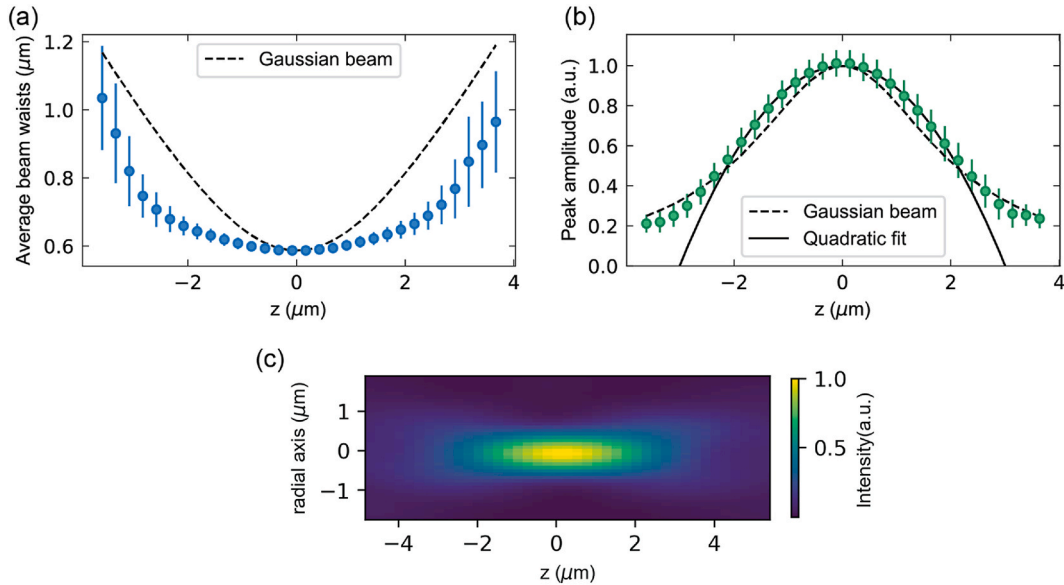 (a)
Average beam waists (μm)
1.2
1.0
0.8
0.6
Gaussian beam
−2
0
2
4
z (μm)
(b)
Peak amplitude (a.u.)
1.0
0.8
0.6
0.4
0.2
0.0
Gaussian beam
Quadratic fit
−4
−2
0
2
4
z (μm)
(c)
radial axis (μm)
1
0
−1
−4
−2
0
2
4
z (μm)
1.0
0.5
Intensity(a.u.)